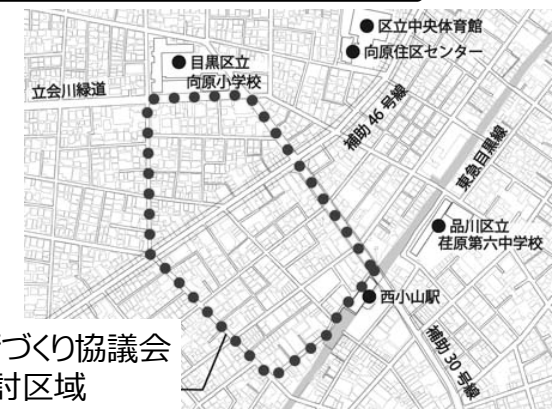 区立中央体育館
向原住区センター
目黒区立
向原小学校
立会川緑道
補助46号線
東急目黒線
品川区立
荏原第六中学校
西小山駅
補助30号線
づくり協議会
討区域